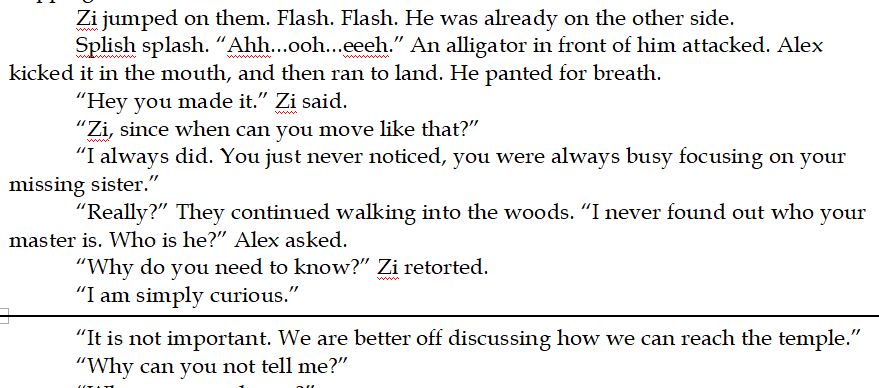 Zi jumped on them. Flash. Flash. He was already on the other side.
Splish splash. “Ahh...ooh...eeeh.” An alligator in front of him attacked. Alex
kicked it in the mouth, and then ran to land. He panted for breath.
“Hey you made it.” Zi said.
“Zi, since when can you move like that?”
“I always did. You just never noticed, you were always busy focusing on your
missing sister.”
“Really?” They continued walking into the woods. “I never found out who your
master is. Who is he?” Alex asked.
“Why do you need to know?” Zi retorted.
“I am simply curious.”
“It is not important. We are better off discussing how we can reach the temple.”
“Why can you not tell me?”